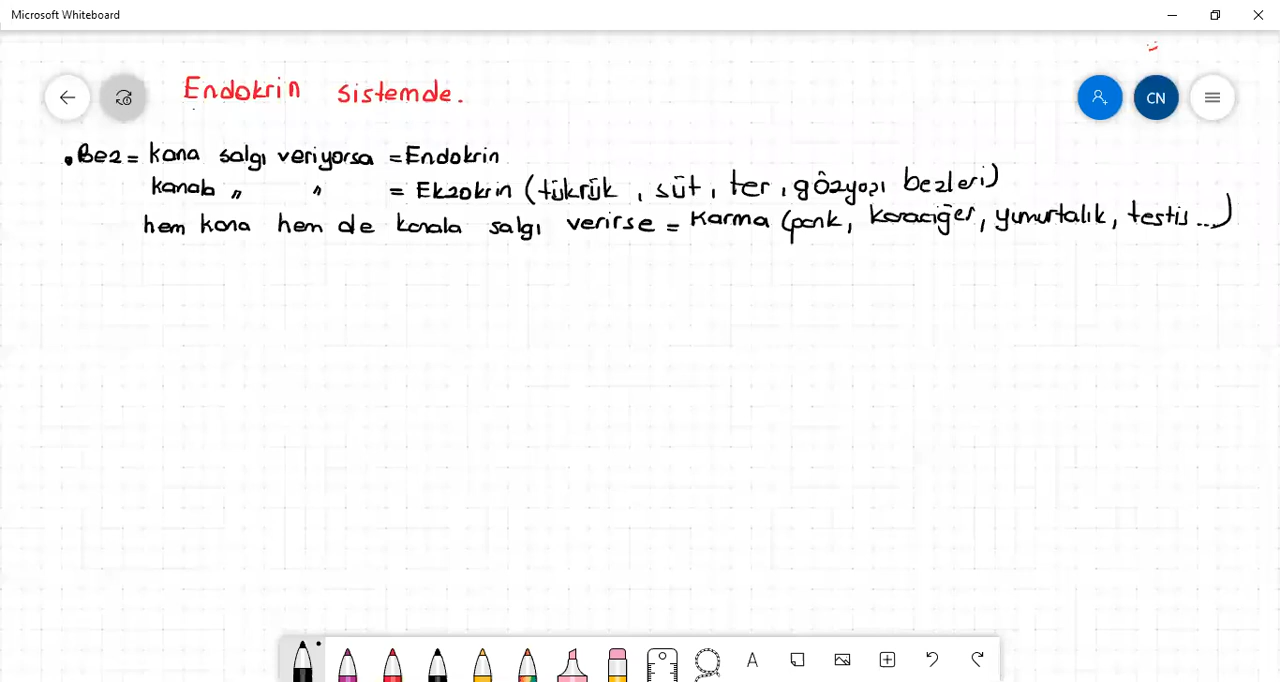 Microsoft Whiteboard
Endokrin sistemde.
CN
• Bez = kana salgı veriyorsa = Endokrin
kanala " " = Ekzokrin (tükrük, süt, ter, gözyaşı bezleri)
hem kana hem de kanala salgı verirse = Karma (pank, karaciğer, yumurtalık, testis...)
A